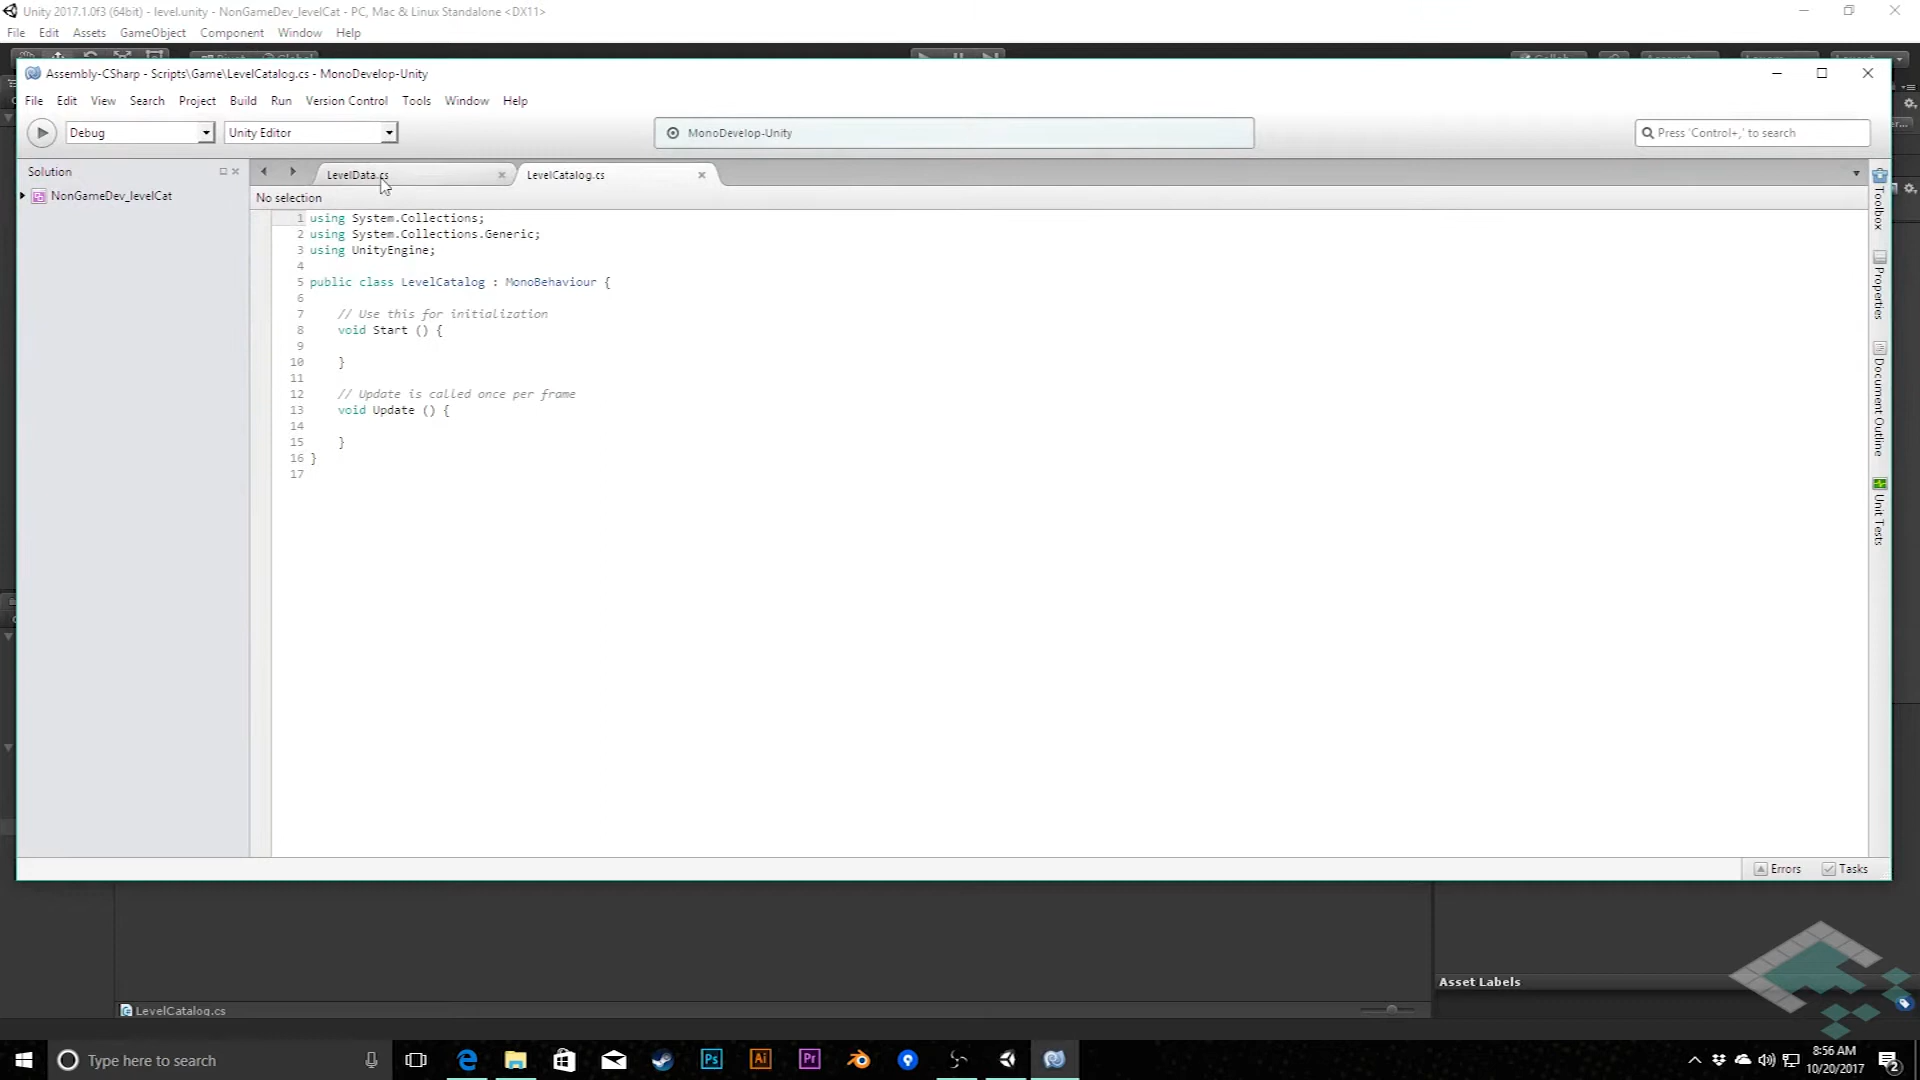 Unity 2017.1.0f3 (64bit) - level.unity - NonGameDev_levelCat - PC, Mac & Linux Standalone <DX11>
File Edit Assets GameObject Component Window Help
Assembly-CSharp - Scripts\Game\LevelCatalog.cs - MonoDevelop-Unity
File Edit View Search Project Build Run Version Control Tools Window Help
Debug Unity Editor MonoDevelop-Unity Press 'Control+,' to search
Solution LevelData.cs LevelCatalog.cs
NonGameDev_levelCat No selection
1 using System.Collections;
2 using System.Collections.Generic;
3 using UnityEngine;
4
5 public class LevelCatalog : MonoBehaviour {
6
7 // Use this for initialization
8 void Start () {
9
10 }
11
12 // Update is called once per frame
13 void Update () {
14
15 }
16 }
17
Toolbox
Properties
Document Outline
Unit Tests
Errors Tasks
Asset Labels
LevelCatalog.cs
Type here to search
Ps Ai Pr
8:56 AM
10/20/2017
2